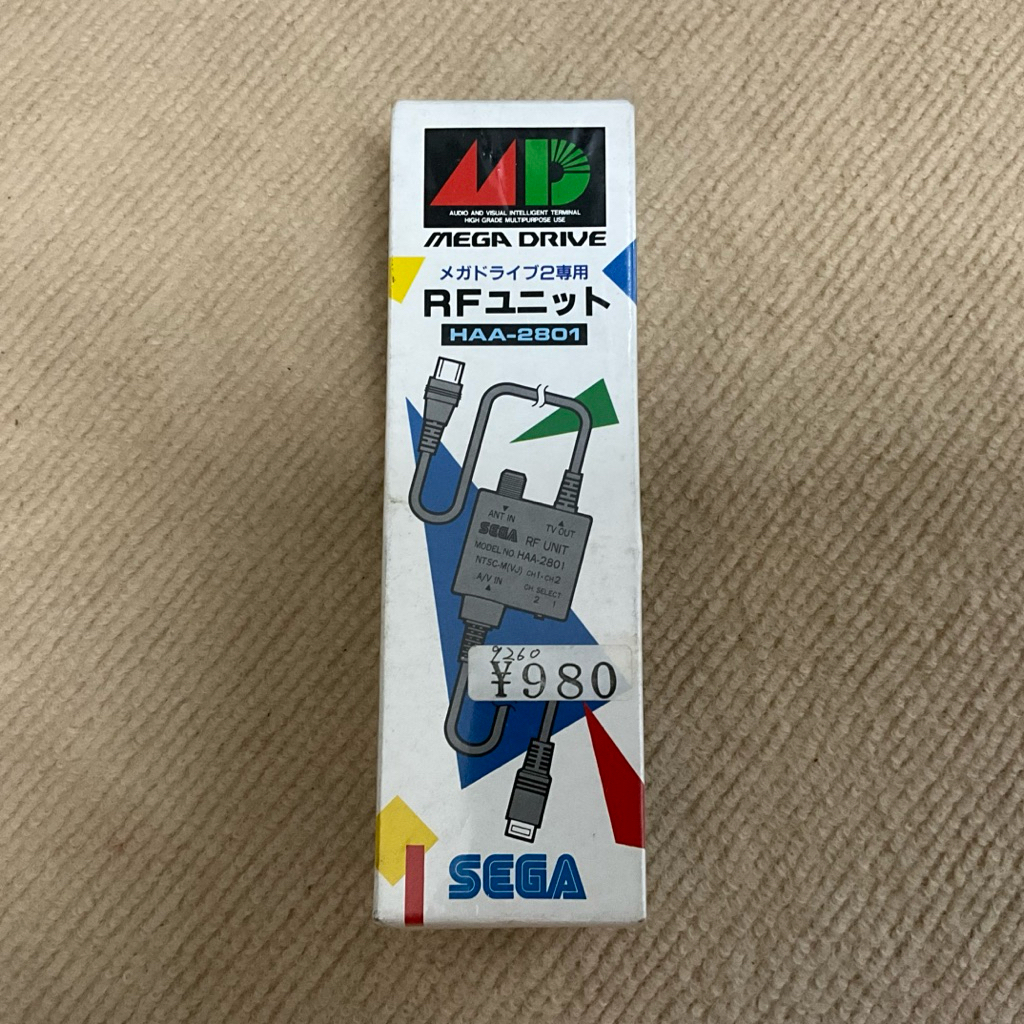 MD
AUDIO AND VISUAL INTELLIGENT TERMINAL
HIGH GRADE MULTIPURPOSE USE
MEGA DRIVE
メガドライブ2専用
RFユニット
HAA-2801
ANT IN
TV OUT
SEGA RF UNIT
MODEL NO. HAA-2801
NTSC-M(VJ) CH1-CH2
A/V IN
CH SELECT
2 1
9260
¥980
SEGA